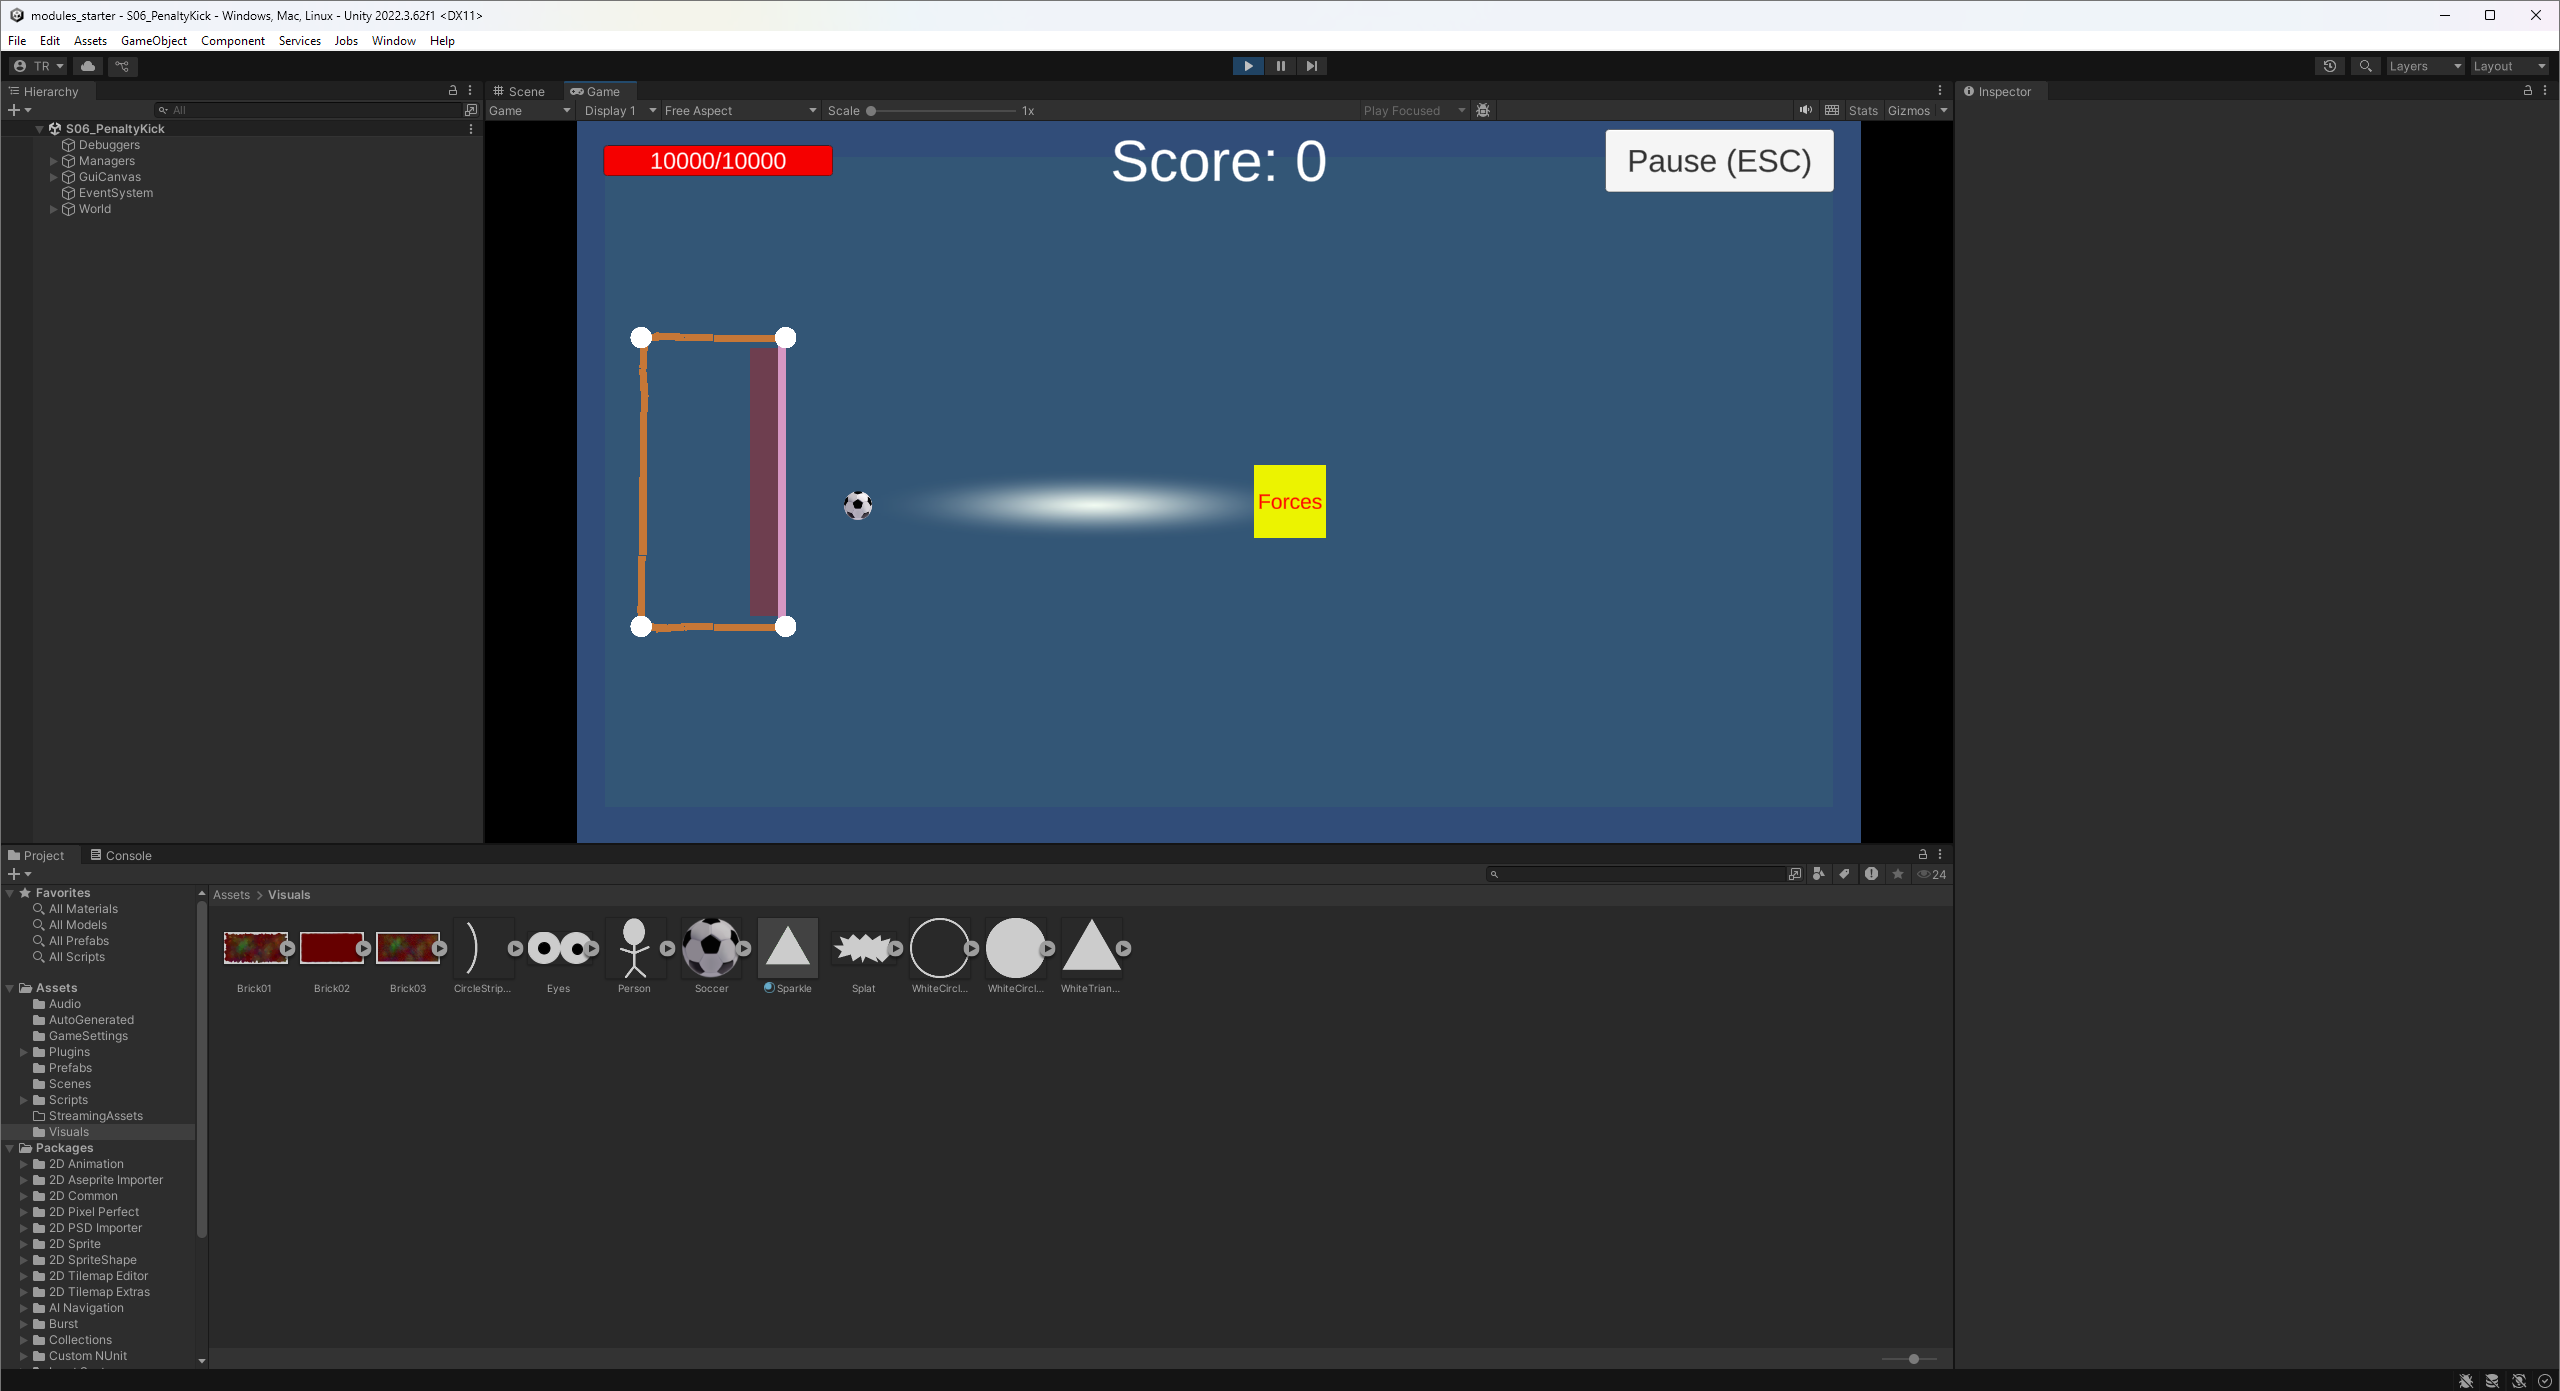 modules_starter - S06_PenaltyKick - Windows, Mac, Linux - Unity 2022.3.62f1 <DX11>
File Edit Assets GameObject Component Services Jobs Window Help
TR
Layers
Layout
Hierarchy
All
S06_PenaltyKick
Debuggers
Managers
GuiCanvas
EventSystem
World
Scene
Game
Game
Display 1
Free Aspect
Scale
1x
Play Focused
Stats
Gizmos
10000/10000
Score: 0
Pause (ESC)
Forces
Inspector
Project
Console
24
Favorites
All Materials
All Models
All Prefabs
All Scripts
Assets
Audio
AutoGenerated
GameSettings
Plugins
Prefabs
Scenes
Scripts
StreamingAssets
Visuals
Packages
2D Animation
2D Aseprite Importer
2D Common
2D Pixel Perfect
2D PSD Importer
2D Sprite
2D SpriteShape
2D Tilemap Editor
2D Tilemap Extras
AI Navigation
Burst
Collections
Custom NUnit
Assets > Visuals
Brick01
Brick02
Brick03
CircleStrip...
Eyes
Person
Soccer
Sparkle
Splat
WhiteCircl...
WhiteCircl...
WhiteTrian...